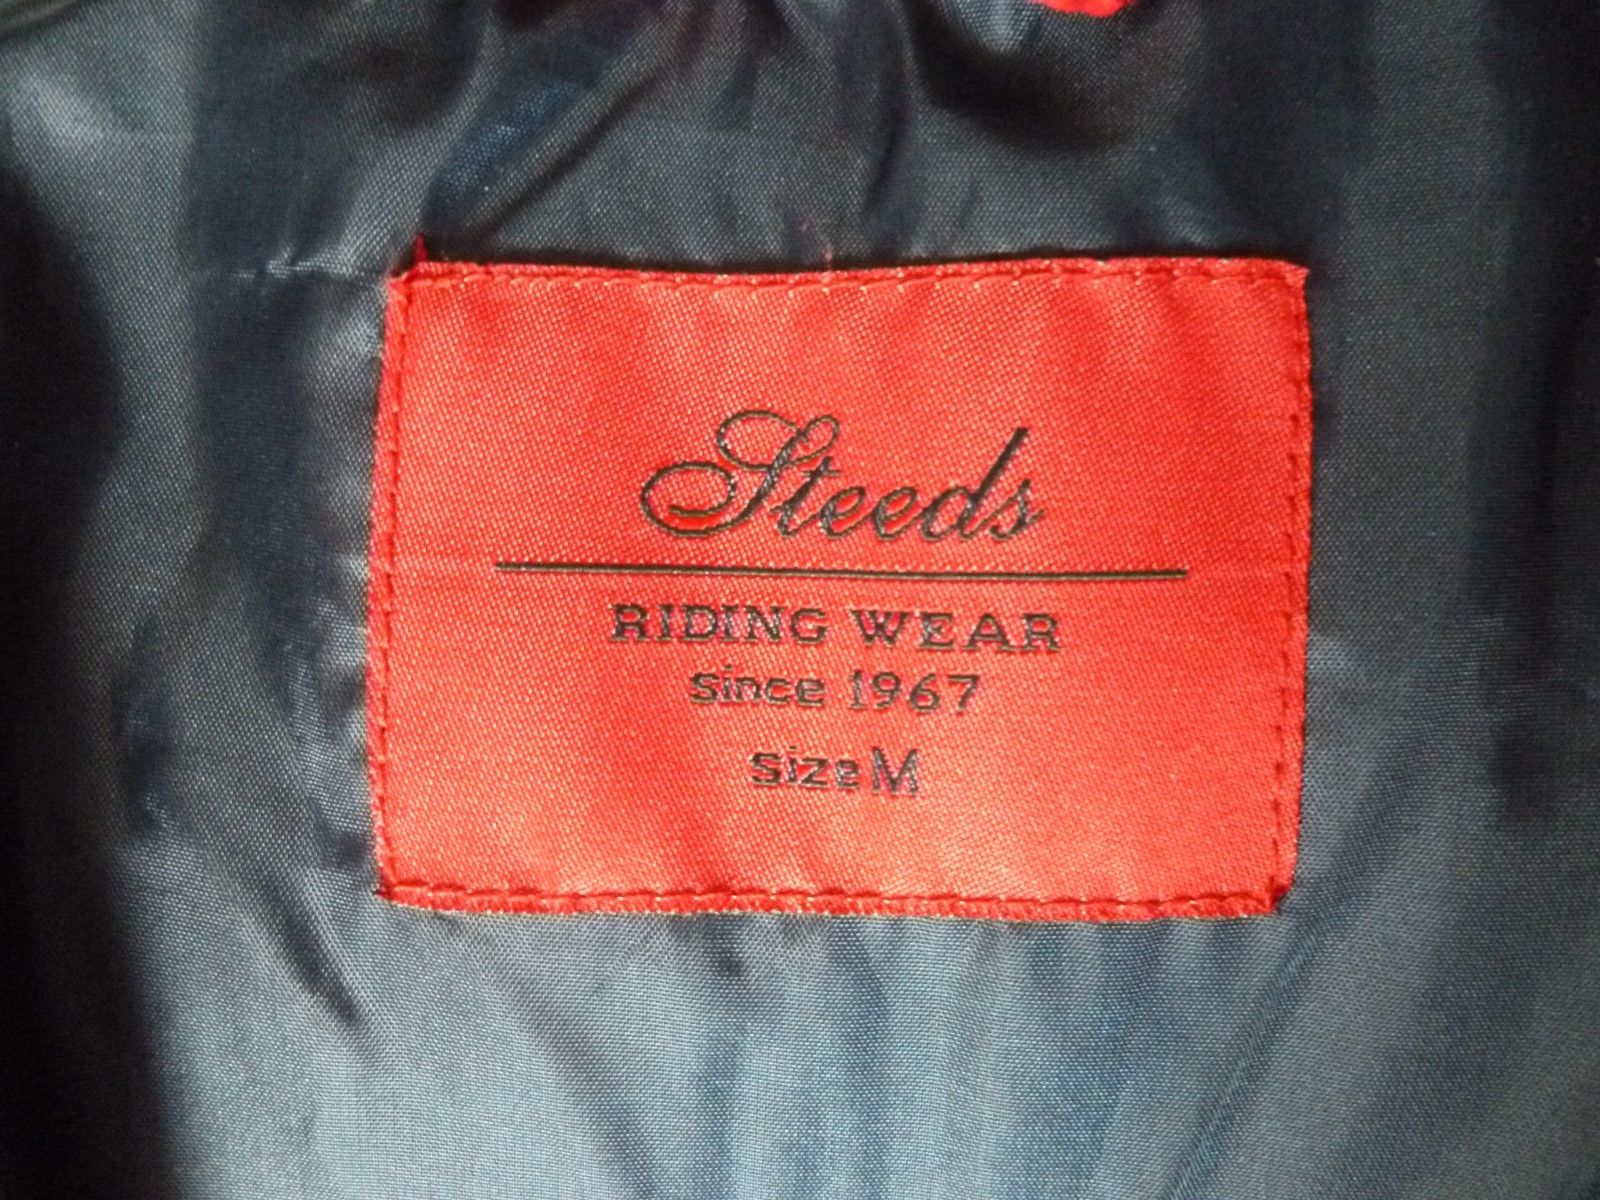 Steeds
RIDING WEAR
Since 1967
Size M